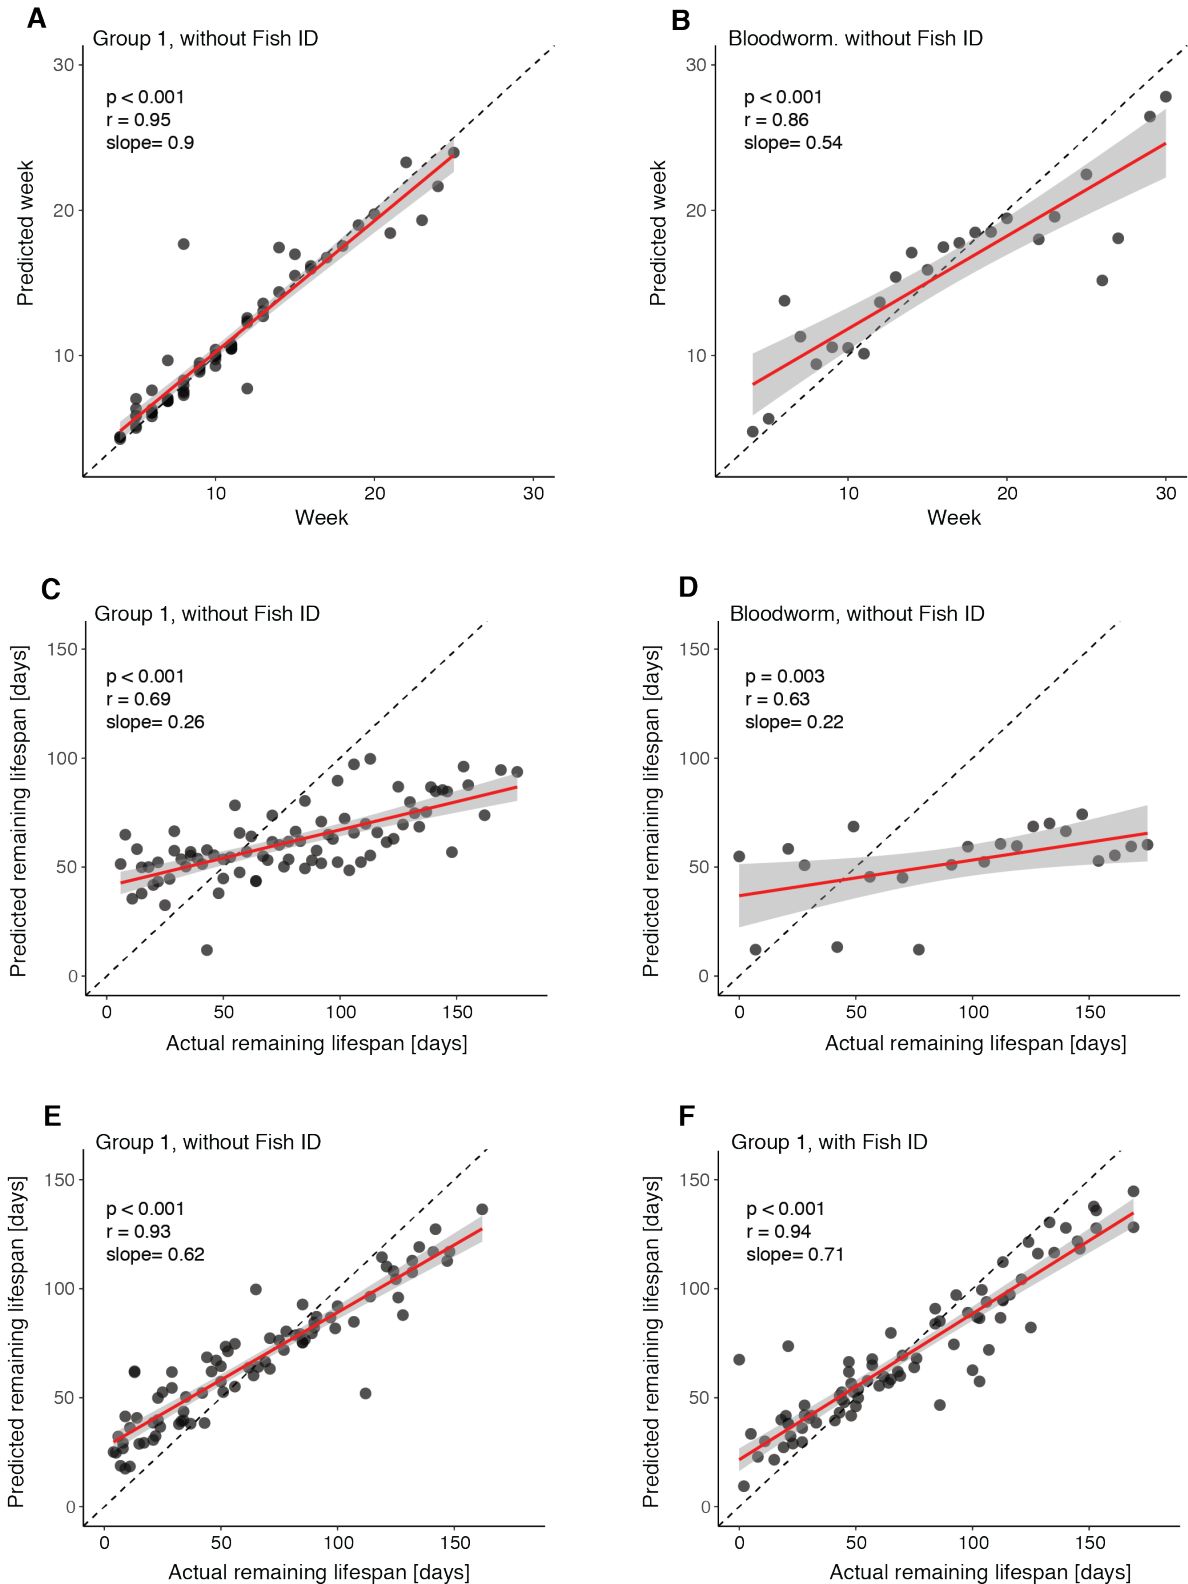 A
Group 1, without Fish ID
p < 0.001
r = 0.95
slope= 0.9
Predicted week
30
20
10
10
20
30
Week
B
Bloodworm. without Fish ID
p < 0.001
r = 0.86
slope= 0.54
Predicted week
30
20
10
10
20
30
Week
C
Group 1, without Fish ID
p < 0.001
r = 0.69
slope= 0.26
Predicted remaining lifespan [days]
150
100
50
0
0
50
100
150
Actual remaining lifespan [days]
D
Bloodworm, without Fish ID
p = 0.003
r = 0.63
slope= 0.22
Predicted remaining lifespan [days]
150
100
50
0
0
50
100
150
Actual remaining lifespan [days]
E
Group 1, without Fish ID
p < 0.001
r = 0.93
slope= 0.62
Predicted remaining lifespan [days]
150
100
50
0
0
50
100
150
Actual remaining lifespan [days]
F
Group 1, with Fish ID
p < 0.001
r = 0.94
slope= 0.71
Predicted remaining lifespan [days]
150
100
50
0
0
50
100
150
Actual remaining lifespan [days]